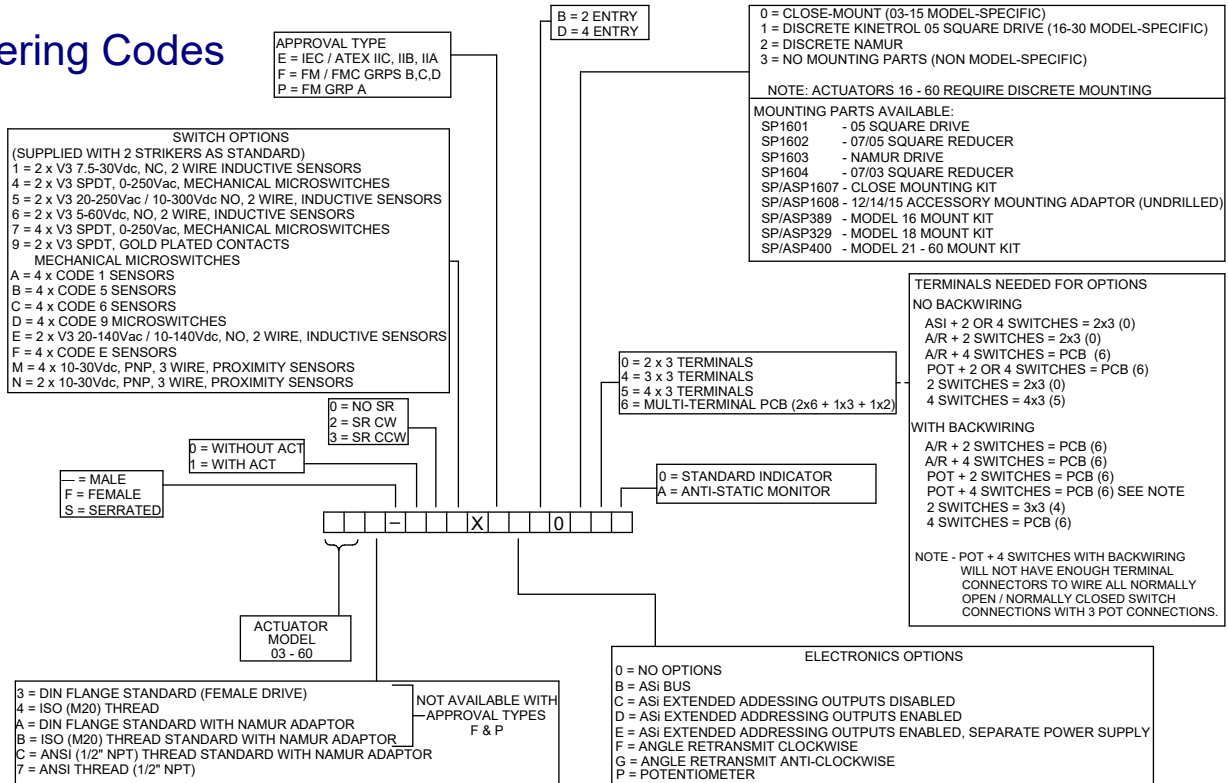 ering Codes
APPROVAL TYPE
E = IEC / ATEX IIC, IIB, IIA
F = FM / FMC GRPS B,C,D
P = FM GRP A
B = 2 ENTRY
D = 4 ENTRY
0 = CLOSE-MOUNT (03-15 MODEL-SPECIFIC)
1 = DISCRETE KINETROL 05 SQUARE DRIVE (16-30 MODEL-SPECIFIC)
2 = DISCRETE NAMUR
3 = NO MOUNTING PARTS (NON MODEL-SPECIFIC)
NOTE: ACTUATORS 16 - 60 REQUIRE DISCRETE MOUNTING
MOUNTING PARTS AVAILABLE:
SP1601 - 05 SQUARE DRIVE
SP1602 - 07/05 SQUARE REDUCER
SP1603 - NAMUR DRIVE
SP1604 - 07/03 SQUARE REDUCER
SP/ASP1607 - CLOSE MOUNTING KIT
SP/ASP1608 - 12/14/15 ACCESSORY MOUNTING ADAPTOR (UNDRILLED)
SP/ASP389 - MODEL 16 MOUNT KIT
SP/ASP329 - MODEL 18 MOUNT KIT
SP/ASP400 - MODEL 21 - 60 MOUNT KIT
SWITCH OPTIONS
(SUPPLIED WITH 2 STRIKERS AS STANDARD)
1 = 2 x V3 7.5-30Vdc, NC, 2 WIRE INDUCTIVE SENSORS
4 = 2 x V3 SPDT, 0-250Vac, MECHANICAL MICROSWITCHES
5 = 2 x V3 20-250Vac / 10-300Vdc NO, 2 WIRE, INDUCTIVE SENSORS
6 = 2 x V3 5-60Vdc, NO, 2 WIRE, INDUCTIVE SENSORS
7 = 4 x V3 SPDT, 0-250Vac, MECHANICAL MICROSWITCHES
9 = 2 x V3 SPDT, GOLD PLATED CONTACTS
MECHANICAL MICROSWITCHES
A = 4 x CODE 1 SENSORS
B = 4 x CODE 5 SENSORS
C = 4 x CODE 6 SENSORS
D = 4 x CODE 9 MICROSWITCHES
E = 2 x V3 20-140Vac / 10-140Vdc, NO, 2 WIRE, INDUCTIVE SENSORS
F = 4 x CODE E SENSORS
M = 4 x 10-30Vdc, PNP, 3 WIRE, PROXIMITY SENSORS
N = 2 x 10-30Vdc, PNP, 3 WIRE, PROXIMITY SENSORS
TERMINALS NEEDED FOR OPTIONS
NO BACKWIRING
ASI + 2 OR 4 SWITCHES = 2x3 (0)
A/R + 2 SWITCHES = 2x3 (0)
A/R + 4 SWITCHES = PCB (6)
POT + 2 OR 4 SWITCHES = PCB (6)
2 SWITCHES = 2x3 (0)
4 SWITCHES = 4x3 (5)
WITH BACKWIRING
A/R + 2 SWITCHES = PCB (6)
A/R + 4 SWITCHES = PCB (6)
POT + 2 SWITCHES = PCB (6)
POT + 4 SWITCHES = PCB (6) SEE NOTE
2 SWITCHES = 3x3 (4)
4 SWITCHES = PCB (6)
NOTE - POT + 4 SWITCHES WITH BACKWIRING
WILL NOT HAVE ENOUGH TERMINAL
CONNECTORS TO WIRE ALL NORMALLY
OPEN / NORMALLY CLOSED SWITCH
CONNECTIONS WITH 3 POT CONNECTIONS.
0 = 2 x 3 TERMINALS
4 = 3 x 3 TERMINALS
5 = 4 x 3 TERMINALS
6 = MULTI-TERMINAL PCB (2x6 + 1x3 + 1x2)
0 = NO SR
2 = SR CW
3 = SR CCW
0 = WITHOUT ACT
1 = WITH ACT
— = MALE
F = FEMALE
S = SERRATED
0 = STANDARD INDICATOR
A = ANTI-STATIC MONITOR
– X 0
ACTUATOR
MODEL
03 - 60
3 = DIN FLANGE STANDARD (FEMALE DRIVE)
4 = ISO (M20) THREAD
A = DIN FLANGE STANDARD WITH NAMUR ADAPTOR
B = ISO (M20) THREAD STANDARD WITH NAMUR ADAPTOR
C = ANSI (1/2" NPT) THREAD STANDARD WITH NAMUR ADAPTOR
7 = ANSI THREAD (1/2" NPT)
NOT AVAILABLE WITH
APPROVAL TYPES
F & P
ELECTRONICS OPTIONS
0 = NO OPTIONS
B = ASi BUS
C = ASi EXTENDED ADDESSING OUTPUTS DISABLED
D = ASi EXTENDED ADDRESSING OUTPUTS ENABLED
E = ASi EXTENDED ADDRESSING OUTPUTS ENABLED, SEPARATE POWER SUPPLY
F = ANGLE RETRANSMIT CLOCKWISE
G = ANGLE RETRANSMIT ANTI-CLOCKWISE
P = POTENTIOMETER